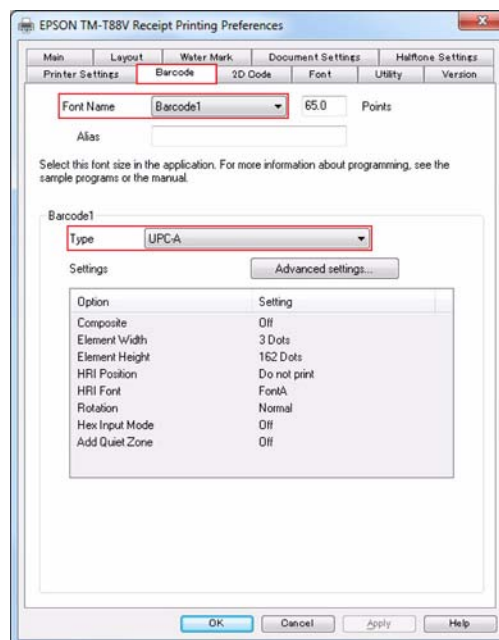 EPSON TM-T88V Receipt Printing Preferences
Main Layout Water Mark Document Settings Halftone Settings
Printer Settings Barcode 2D Code Font Utility Version
Font Name Barcode1 65.0 Points
Alias
Select this font size in the application. For more information about programming, see the
sample programs or the manual.
Barcode1
Type UPC-A
Settings Advanced settings...
Option Setting
Composite Off
Element Width 3 Dots
Element Height 162 Dots
HRI Position Do not print
HRI Font FontA
Rotation Normal
Hex Input Mode Off
Add Quiet Zone Off
OK Cancel Apply Help